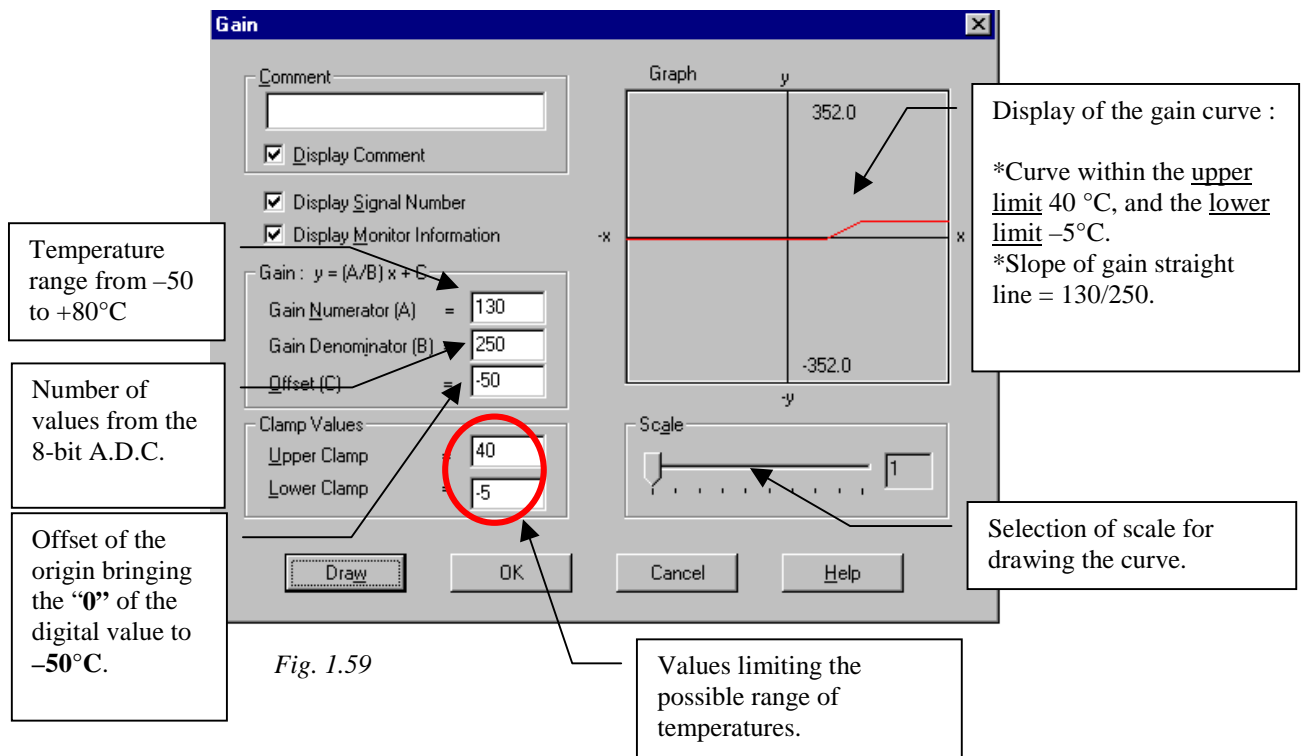 Gain
Comment
Display Comment
Display Signal Number
Display Monitor Information
Gain : y = (A/B) x + C
Gain Numerator (A) = 130
Gain Denominator (B) 250
Offset (C) = -50
Clamp Values
Upper Clamp = 40
Lower Clamp = -5
Graph
y
352.0
-x
x
-352.0
-y
Scale
1
Draw
OK
Cancel
Help
Temperature
range from –50
to +80°C
Number of
values from the
8-bit A.D.C.
Offset of the
origin bringing
the “0” of the
digital value to
–50°C.
Display of the gain curve :
*Curve within the upper
limit 40 °C, and the lower
limit –5°C.
*Slope of gain straight
line = 130/250.
Selection of scale for
drawing the curve.
Values limiting the
possible range of
temperatures.
Fig. 1.59